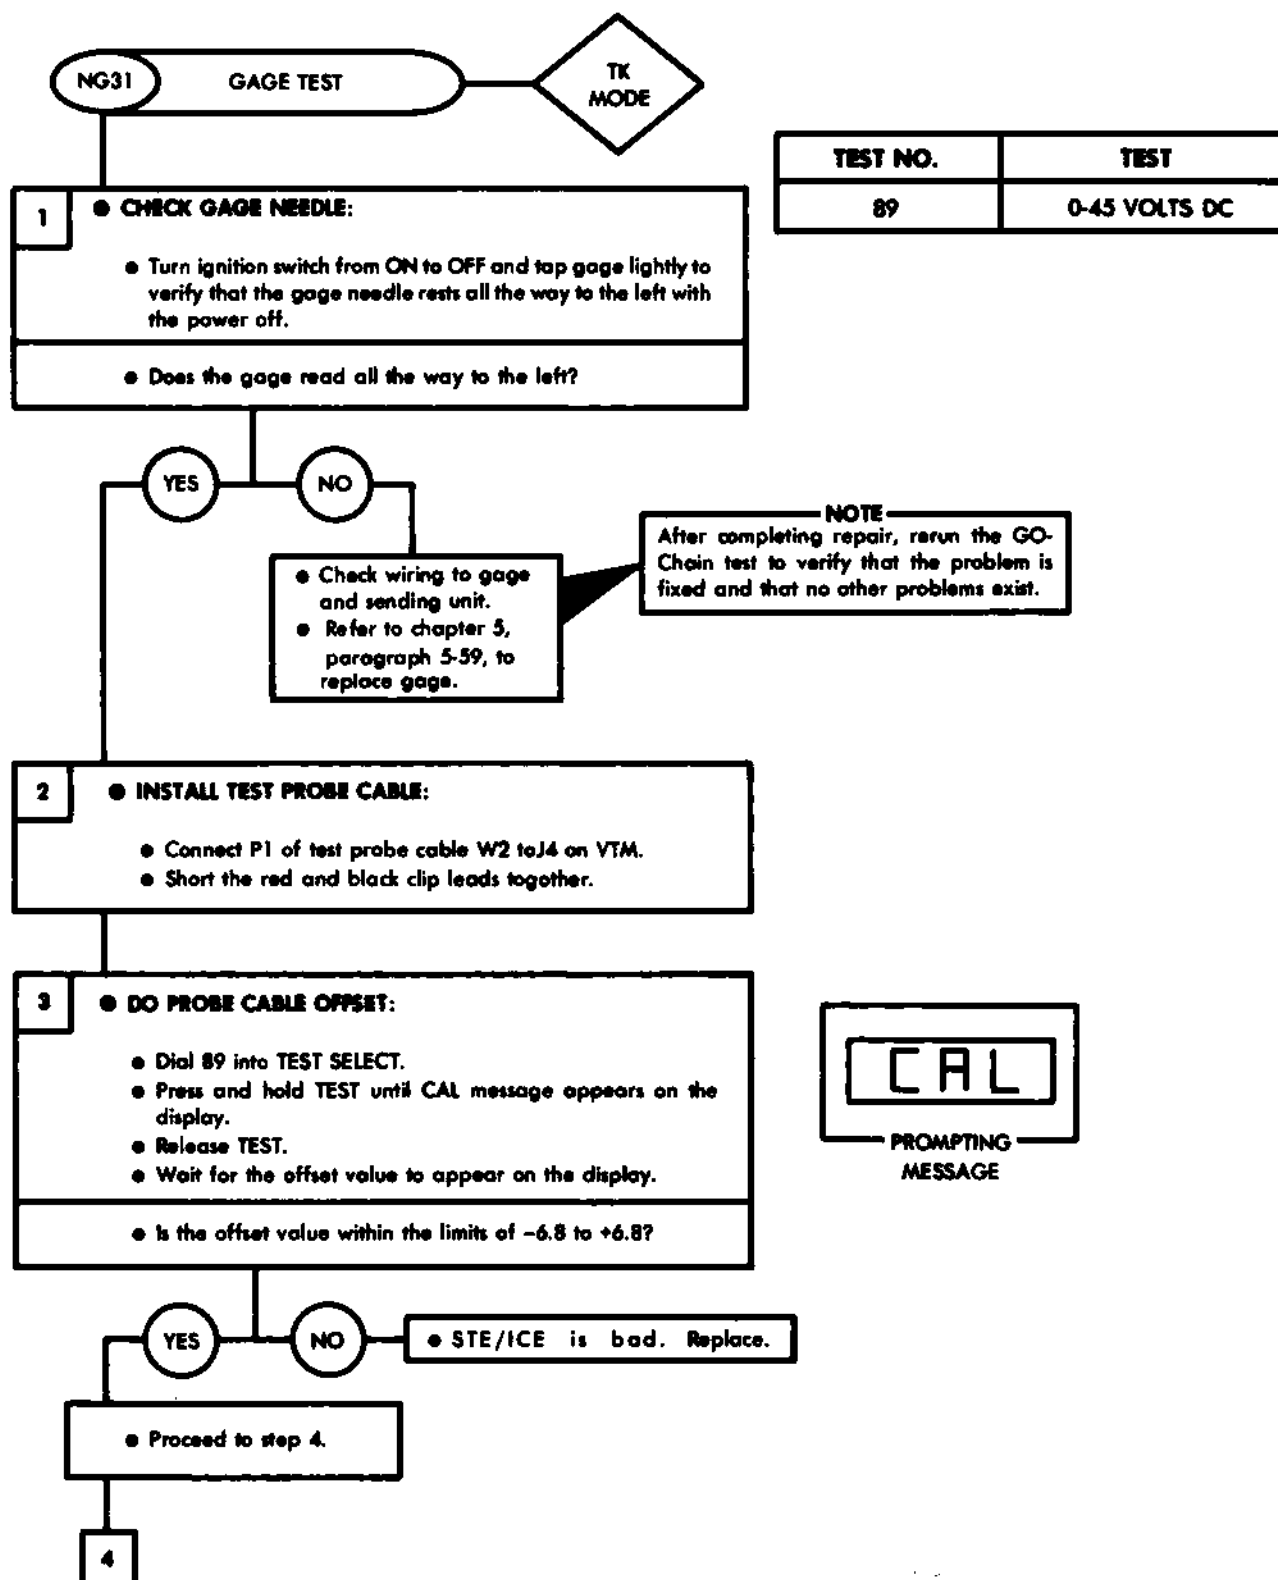 NG31 GAGE TEST
TK
MODE
TEST NO. TEST
89 0-45 VOLTS DC
1 ● CHECK GAGE NEEDLE:
● Turn ignition switch from ON to OFF and tap gage lightly to
verify that the gage needle rests all the way to the left with
the power off.
● Does the gage read all the way to the left?
YES NO
● Check wiring to gage
and sending unit.
● Refer to chapter 5,
paragraph 5-59, to
replace gage.
NOTE
After completing repair, rerun the GO-
Chain test to verify that the problem is
fixed and that no other problems exist.
2 ● INSTALL TEST PROBE CABLE:
● Connect P1 of test probe cable W2 toJ4 on VTM.
● Short the red and black clip leads togother.
3 ● DO PROBE CABLE OFFSET:
● Dial 89 into TEST SELECT.
● Press and hold TEST until CAL message appears on the
display.
● Release TEST.
● Wait for the offset value to appear on the display.
● Is the offset value within the limits of -6.8 to +6.8?
CAL
PROMPTING
MESSAGE
YES NO
● STE/ICE is bad. Replace.
● Proceed to step 4.
4